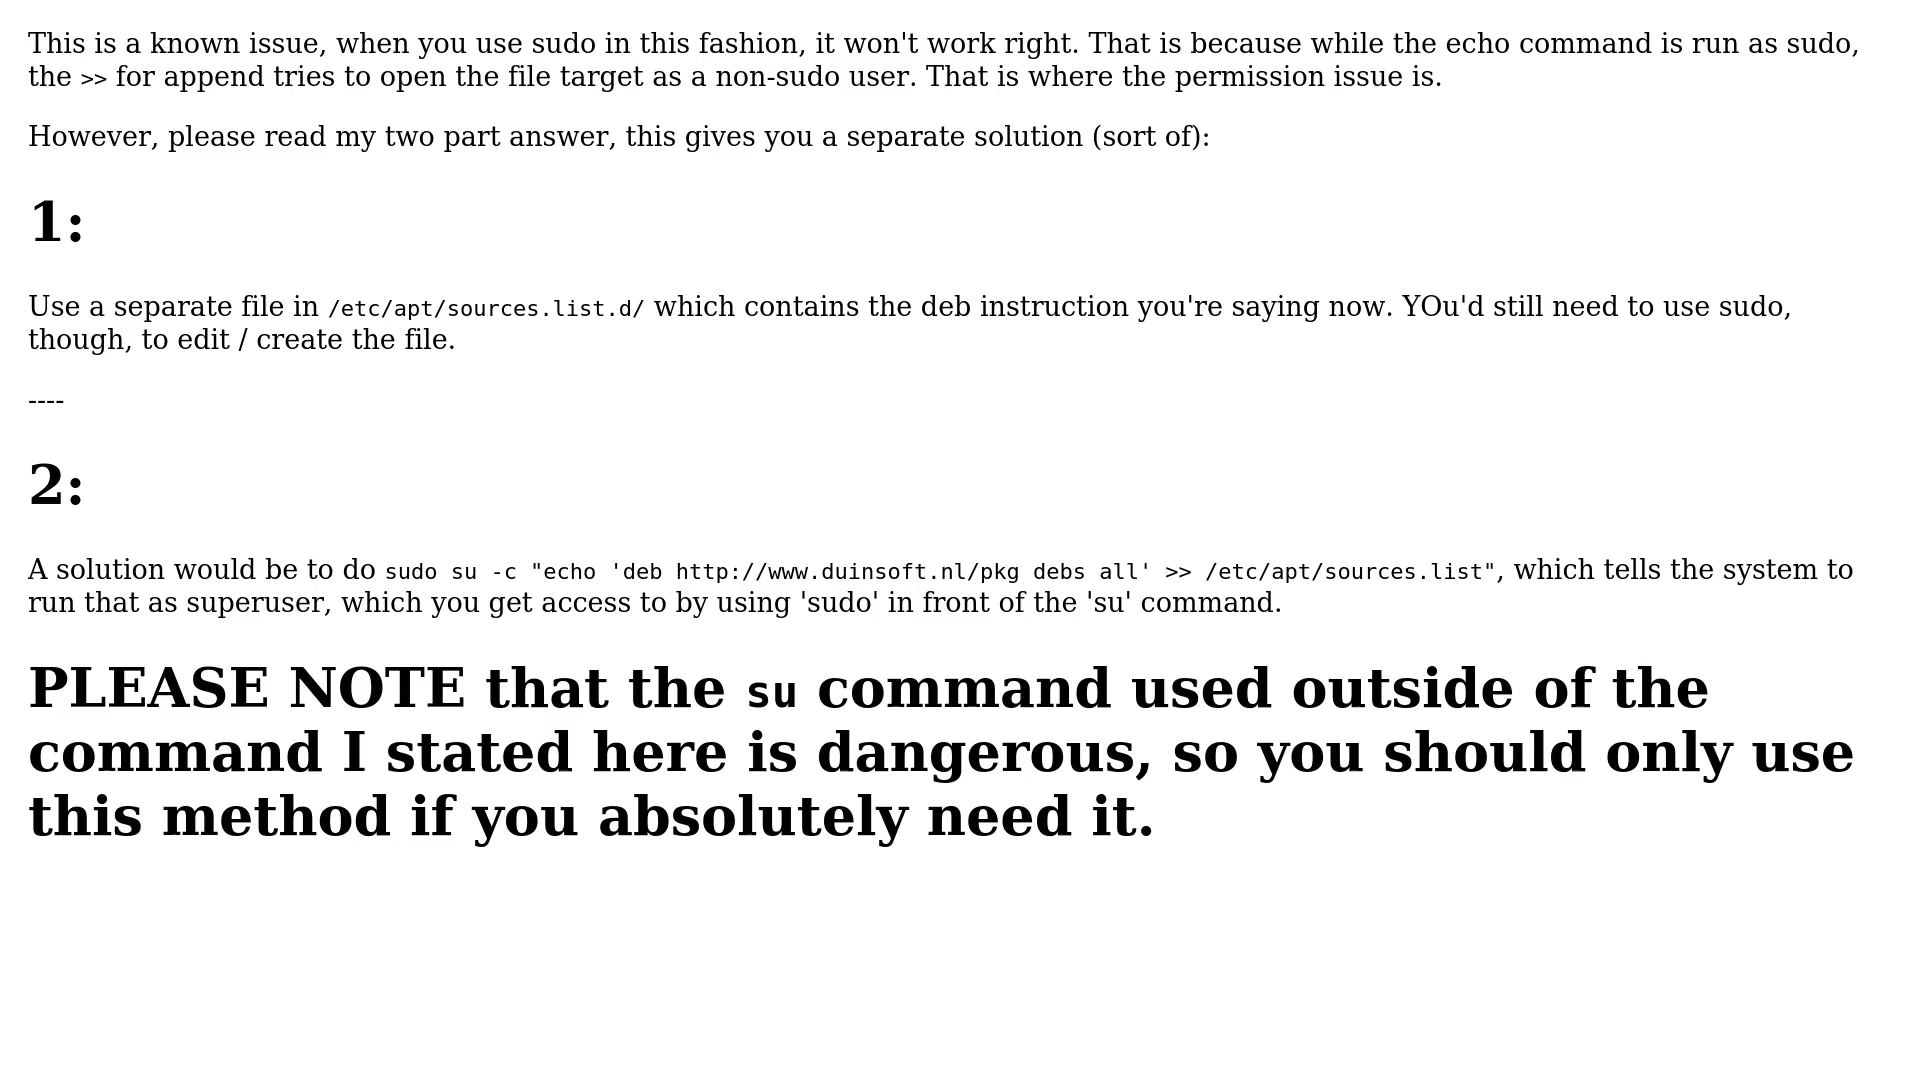 This is a known issue, when you use sudo in this fashion, it won't work right. That is because while the echo command is run as sudo,
the >> for append tries to open the file target as a non-sudo user. That is where the permission issue is.
However, please read my two part answer, this gives you a separate solution (sort of):
1:
Use a separate file in /etc/apt/sources.list.d/ which contains the deb instruction you're saying now. YOu'd still need to use sudo,
though, to edit / create the file.
----
2:
A solution would be to do sudo su -c "echo 'deb http://www.duinsoft.nl/pkg debs all' >> /etc/apt/sources.list", which tells the system to
run that as superuser, which you get access to by using 'sudo' in front of the 'su' command.
PLEASE NOTE that the su command used outside of the
command I stated here is dangerous, so you should only use
this method if you absolutely need it.